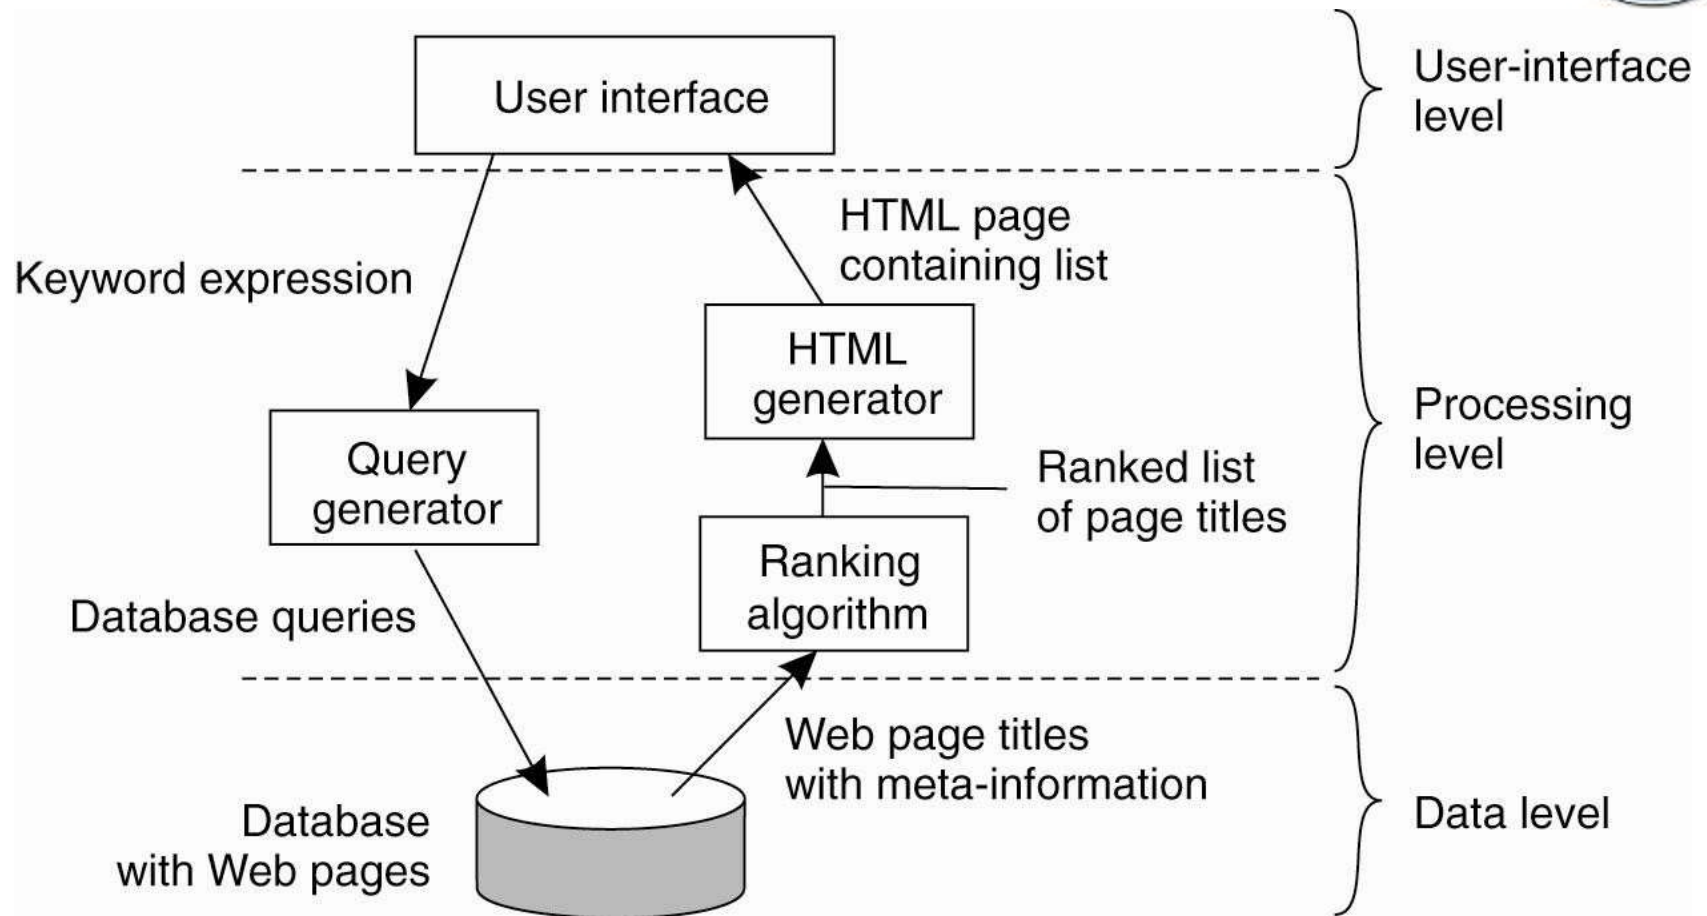 User interface
User-interface
level
HTML page
containing list
Keyword expression
HTML
generator
Processing
level
Query
generator
Ranked list
of page titles
Ranking
algorithm
Database queries
Web page titles
with meta-information
Database
with Web pages
Data level